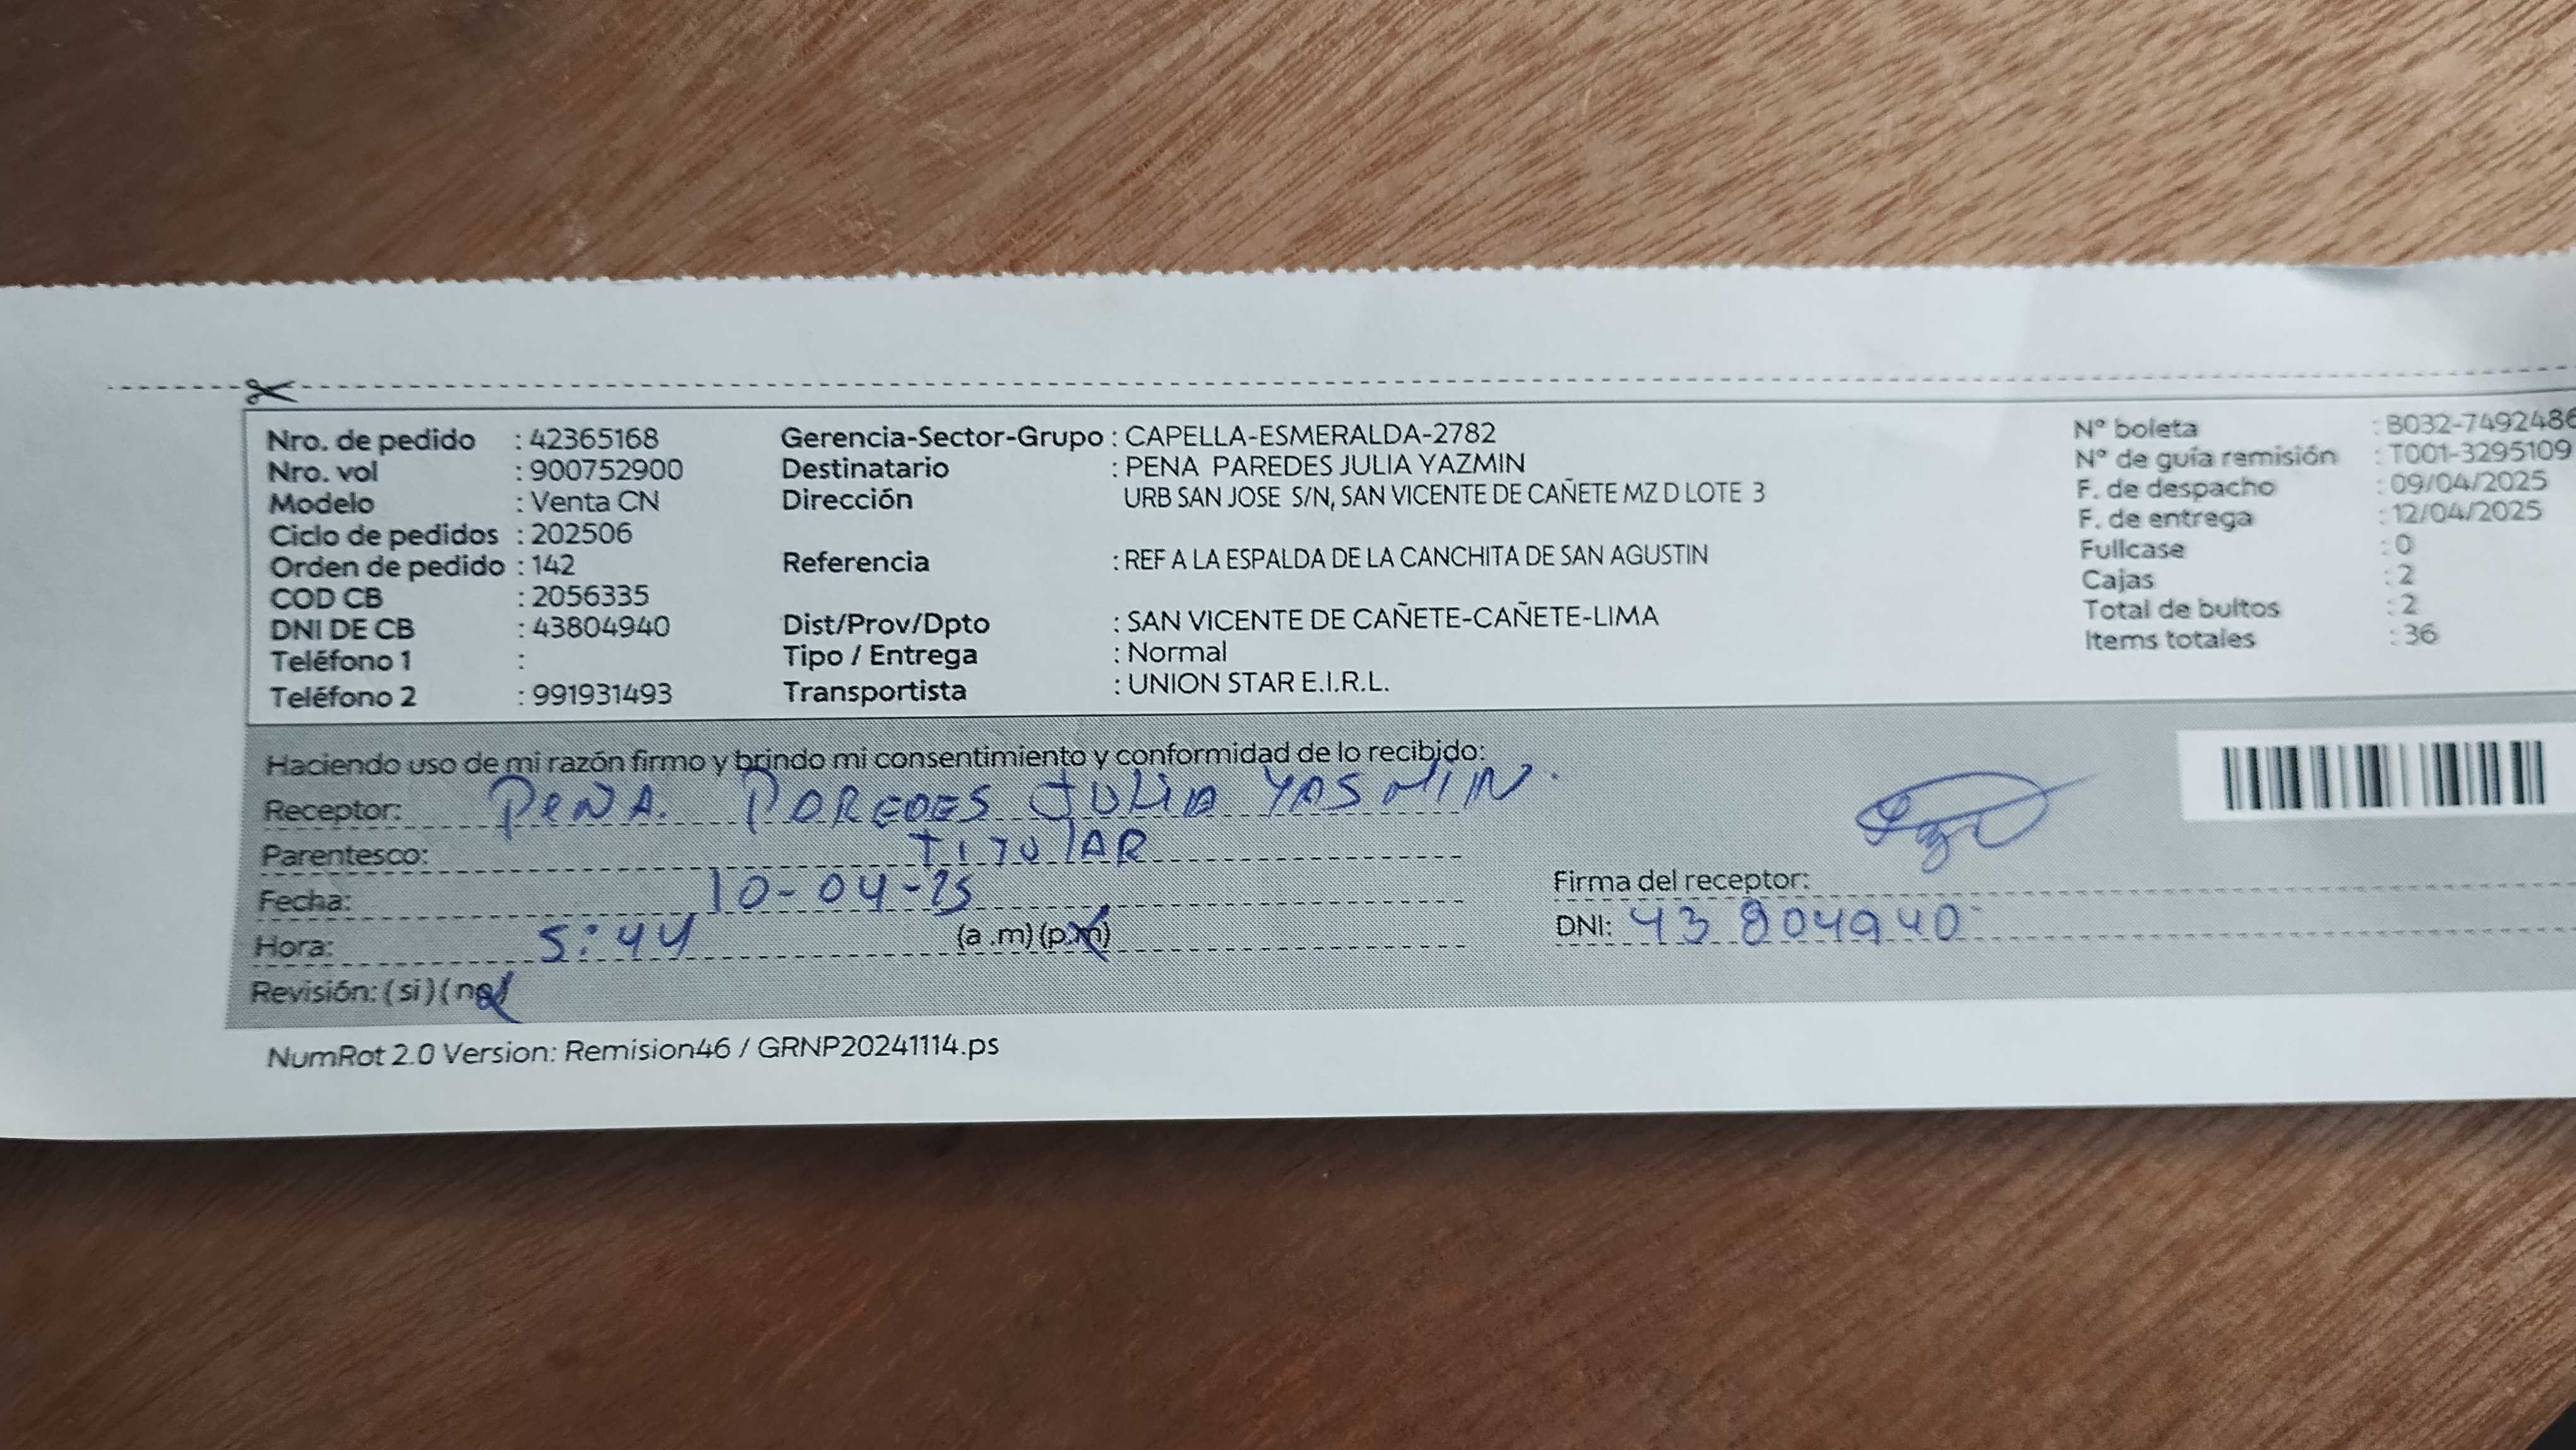 Nro. de pedido : 42365168
Nro. vol : 900752900
Modelo : Venta CN
Ciclo de pedidos : 202506
Orden de pedido : 142
COD CB : 2056335
DNI DE CB : 43804940
Teléfono 1 :
Teléfono 2 : 991931493
Gerencia-Sector-Grupo : CAPELLA-ESMERALDA-2782
Destinatario : PENA PAREDES JULIA YAZMIN
Dirección URB SAN JOSE S/N, SAN VICENTE DE CAÑETE MZ D LOTE 3
Referencia : REF A LA ESPALDA DE LA CANCHITA DE SAN AGUSTIN
Dist/Prov/Dpto : SAN VICENTE DE CAÑETE-CAÑETE-LIMA
Tipo / Entrega : Normal
Transportista : UNION STAR E.I.R.L.
N° boleta : B032-7492486
N° de guía remisión : T001-3295109
F. de despacho : 09/04/2025
F. de entrega : 12/04/2025
Fullcase : 0
Cajas : 2
Total de bultos : 2
Items totales : 36
Haciendo uso de mi razón firmo y brindo mi consentimiento y conformidad de lo recibido:
Receptor: PEÑA. PAREDES JULIA YASMIN.
Parentesco: TITULAR
Fecha: 10-04-25
Hora: 5:44 (a.m)(p.m)
Revisión: (si)(no)
Firma del receptor:
DNI: 43804940
NumRot 2.0 Version: Remision46 / GRNP20241114.ps